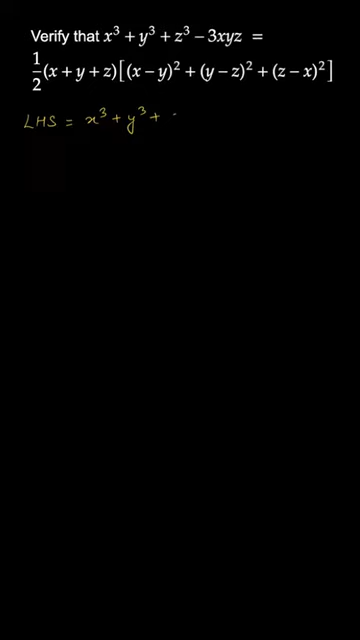 Verify that x³ + y³ + z³ − 3xyz =
1/2(x + y + z)[(x − y)² + (y − z)² + (z − x)²]
LHS = x³ + y³ +